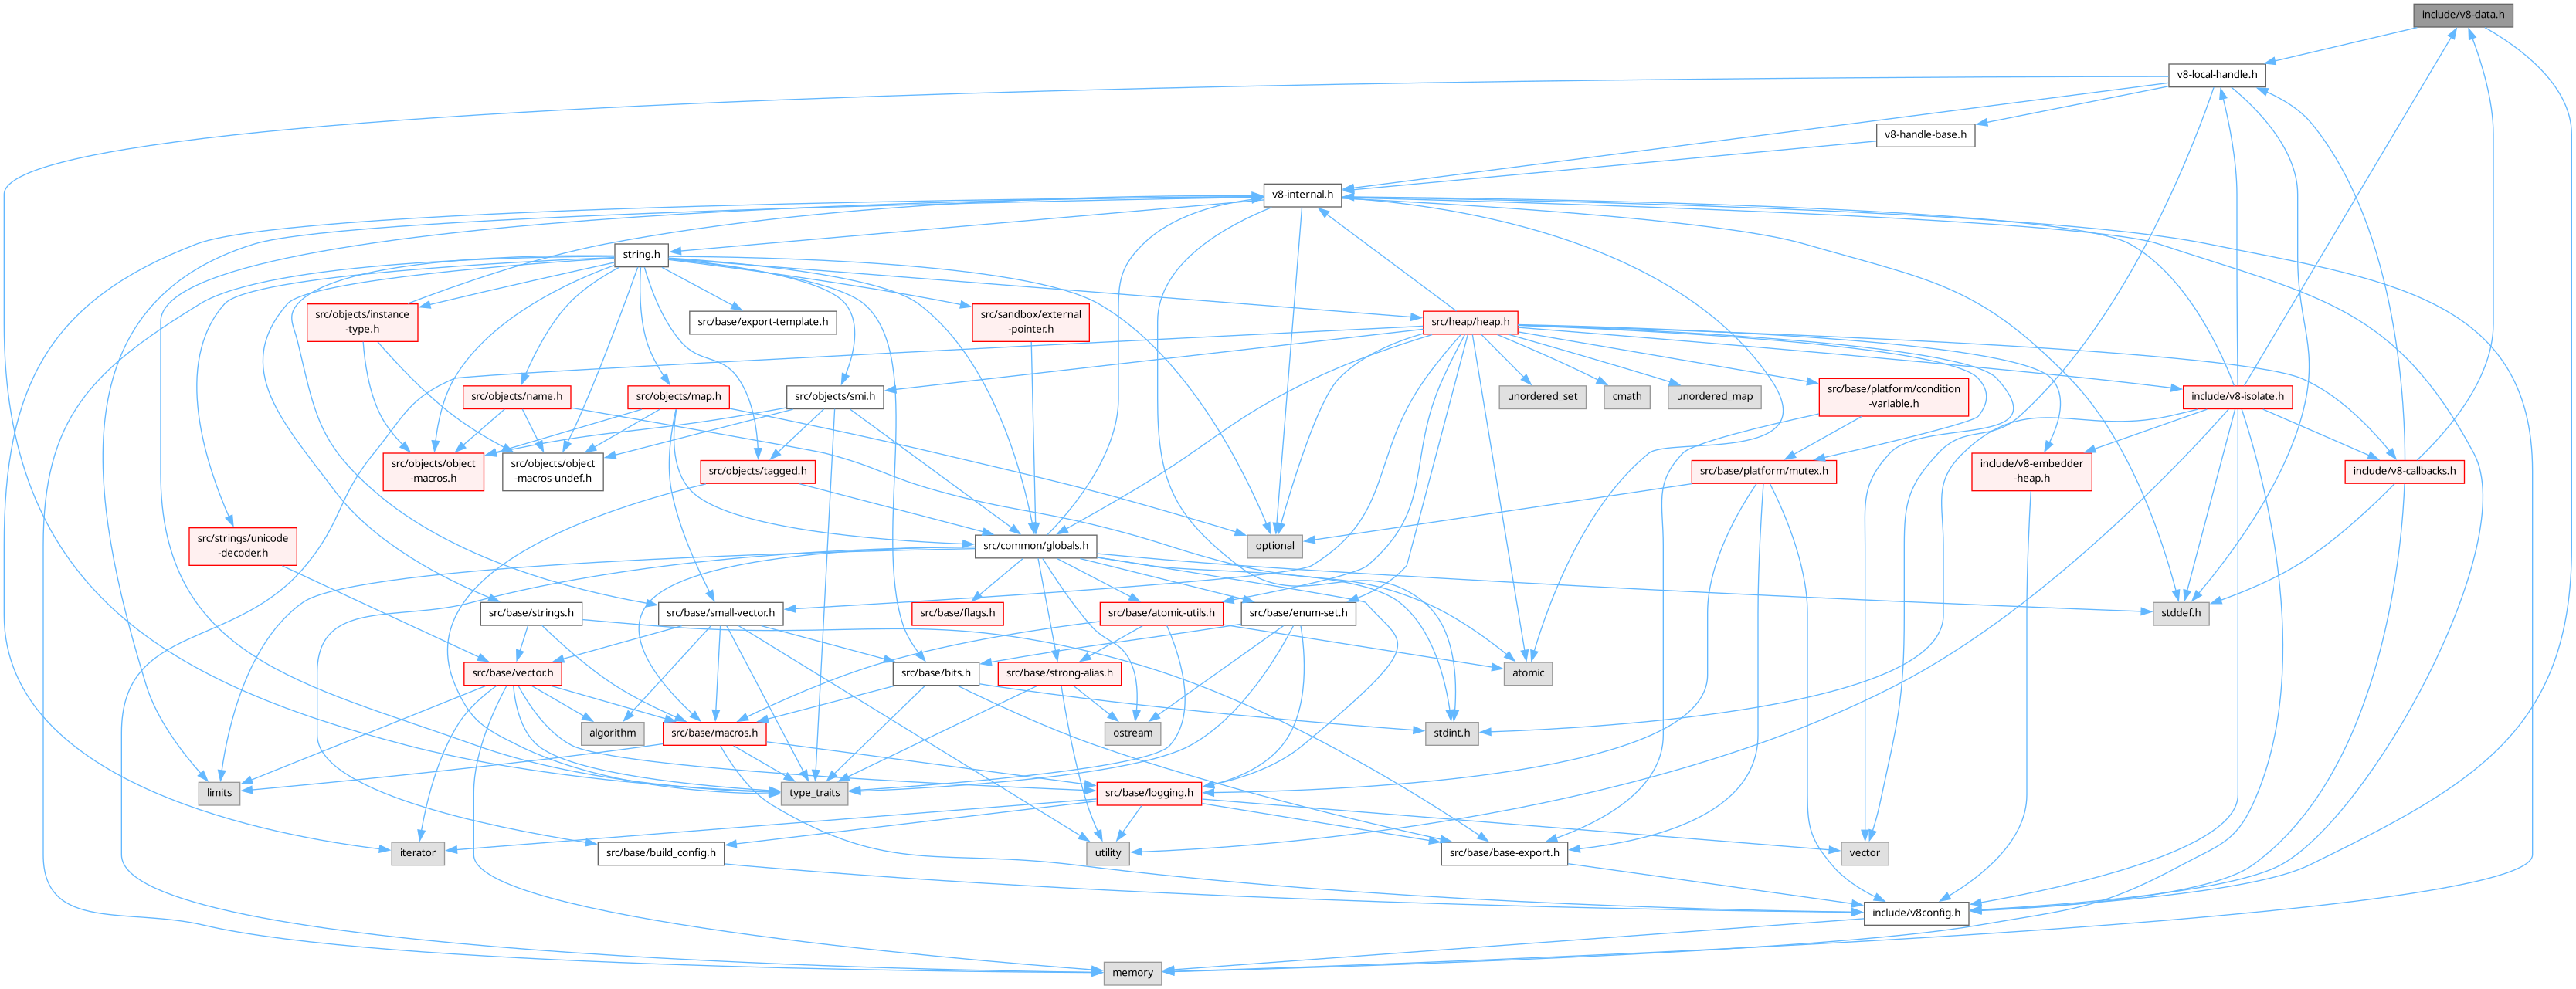 include/v8-data.h
v8-local-handle.h
v8-handle-base.h
v8-internal.h
string.h
src/objects/instance
-type.h
src/base/export-template.h
src/sandbox/external
-pointer.h
src/heap/heap.h
src/objects/name.h
src/objects/map.h
src/objects/smi.h
unordered_set
cmath
unordered_map
src/base/platform/condition
-variable.h
include/v8-isolate.h
src/objects/object
-macros.h
src/objects/object
-macros-undef.h
src/objects/tagged.h
src/base/platform/mutex.h
include/v8-embedder
-heap.h
include/v8-callbacks.h
src/strings/unicode
-decoder.h
src/common/globals.h
optional
src/base/strings.h
src/base/small-vector.h
src/base/flags.h
src/base/atomic-utils.h
src/base/enum-set.h
stddef.h
src/base/vector.h
src/base/bits.h
src/base/strong-alias.h
atomic
algorithm
src/base/macros.h
ostream
stdint.h
limits
type_traits
src/base/logging.h
iterator
src/base/build_config.h
utility
src/base/base-export.h
vector
include/v8config.h
memory